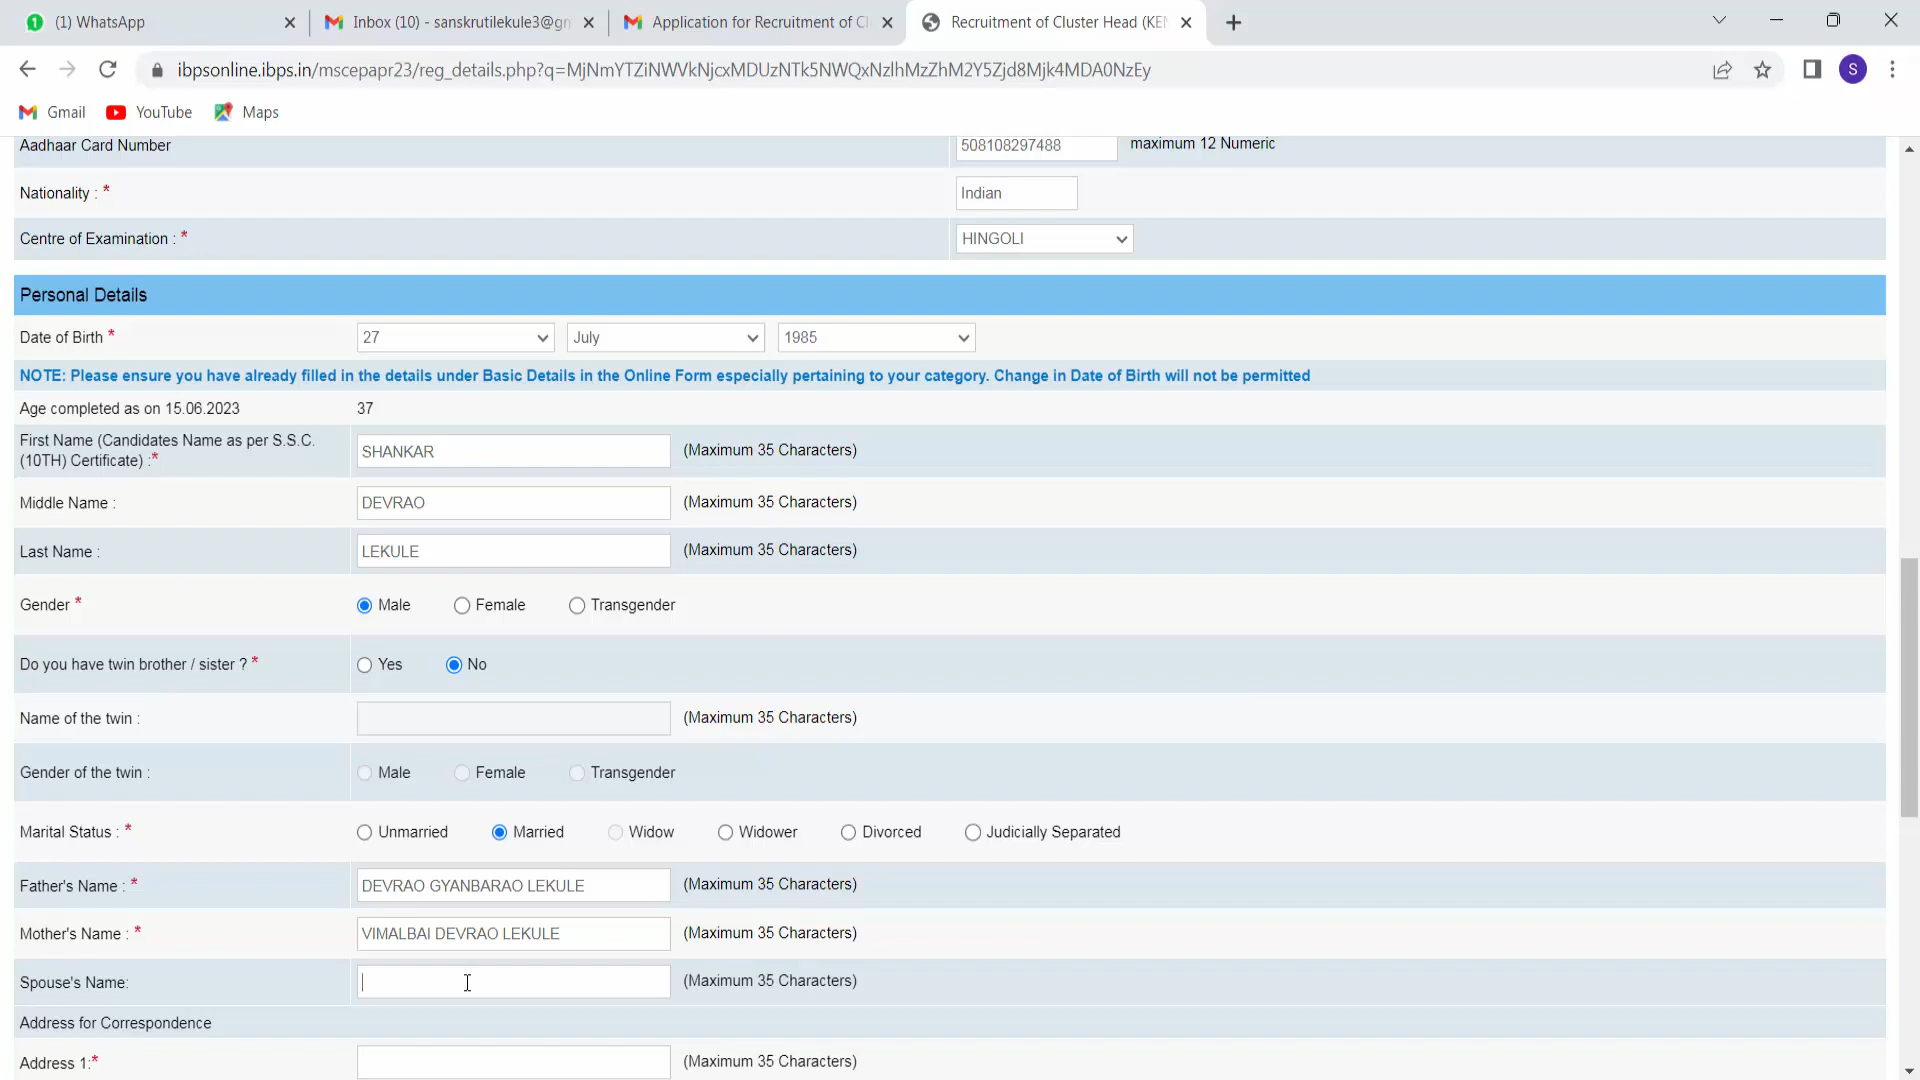 (1) WhatsApp
Inbox (10) - sanskrutilekule3@gm
Application for Recruitment of Cl
Recruitment of Cluster Head (KEN
ibpsonline.ibps.in/mscepapr23/reg_details.php?q=MjNmYTZiNWVkNjcxMDUzNTk5NWQxNzlhMzZhM2Y5Zjd8Mjk4MDA0NzEy
S
Gmail YouTube Maps
Aadhaar Card Number 508108297488 maximum 12 Numeric
Nationality : * Indian
Centre of Examination : * HINGOLI
Personal Details
Date of Birth * 27 July 1985
NOTE: Please ensure you have already filled in the details under Basic Details in the Online Form especially pertaining to your category. Change in Date of Birth will not be permitted
Age completed as on 15.06.2023 37
First Name (Candidates Name as per S.S.C.
(10TH) Certificate) :* SHANKAR (Maximum 35 Characters)
Middle Name : DEVRAO (Maximum 35 Characters)
Last Name : LEKULE (Maximum 35 Characters)
Gender * Male Female Transgender
Do you have twin brother / sister ? * Yes No
Name of the twin : (Maximum 35 Characters)
Gender of the twin : Male Female Transgender
Marital Status : * Unmarried Married Widow Widower Divorced Judicially Separated
Father's Name : * DEVRAO GYANBARAO LEKULE (Maximum 35 Characters)
Mother's Name : * VIMALBAI DEVRAO LEKULE (Maximum 35 Characters)
Spouse's Name: (Maximum 35 Characters)
Address for Correspondence
Address 1:* (Maximum 35 Characters)